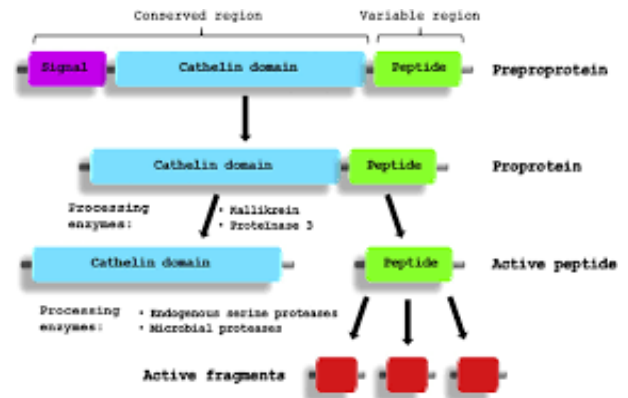 Conserved region Variable region
Signal Cathelin domain Peptide Preproprotein
Cathelin domain Peptide Proprotein
Processing enzymes:
• Kallikrein
• Proteinase 3
Cathelin domain Peptide Active peptide
Processing enzymes:
• Endogenous serine proteases
• Microbial proteases
Active fragments